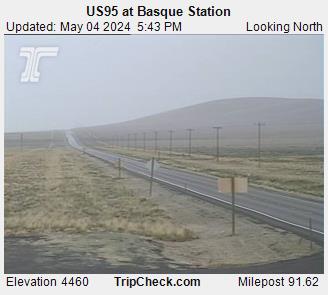 US95 at Basque Station
Updated: May 04 2024 5:43 PM Looking North
Elevation 4460 TripCheck.com Milepost 91.62